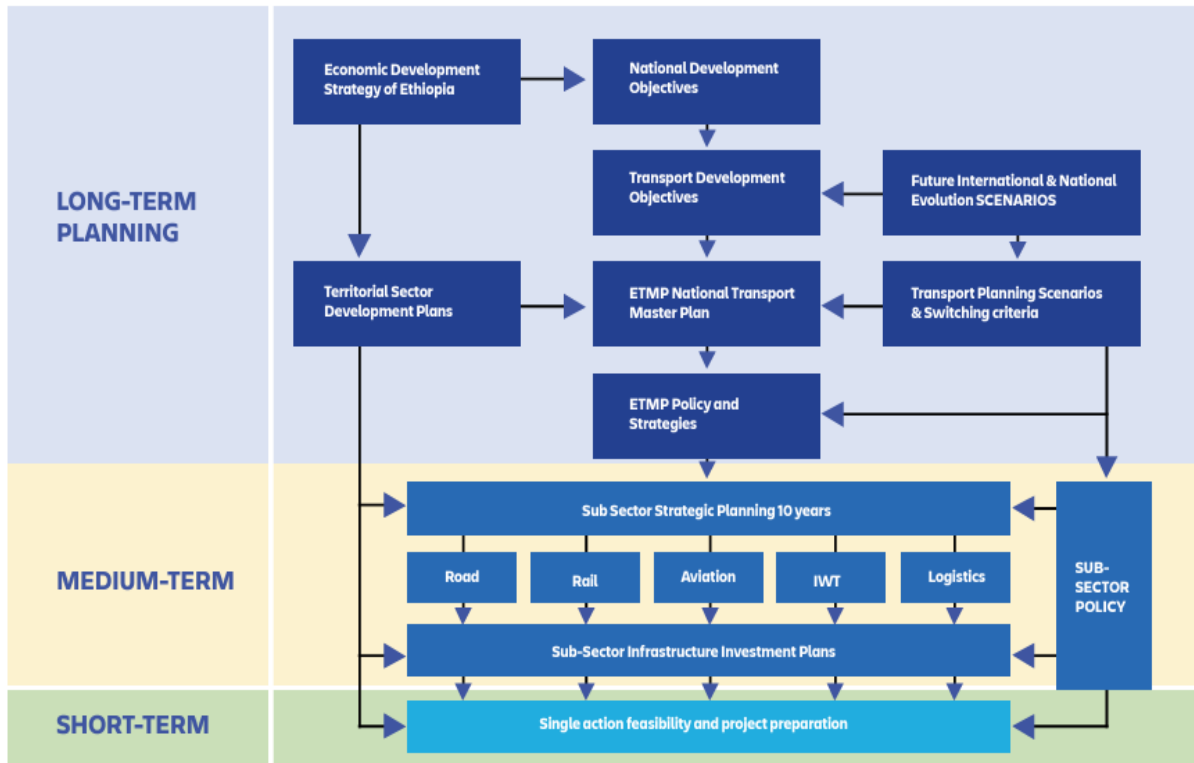 LONG-TERM
PLANNING
Economic Development
Strategy of Ethiopia
National Development
Objectives
Transport Development
Objectives
Future International & National
Evolution SCENARIOS
Territorial Sector
Development Plans
ETMP National Transport
Master Plan
Transport Planning Scenarios
& Switching criteria
ETMP Policy and
Strategies
MEDIUM-TERM
Sub Sector Strategic Planning 10 years
Road
Rail
Aviation
IWT
Logistics
SUB-
SECTOR
POLICY
Sub-Sector Infrastructure Investment Plans
SHORT-TERM
Single action feasibility and project preparation